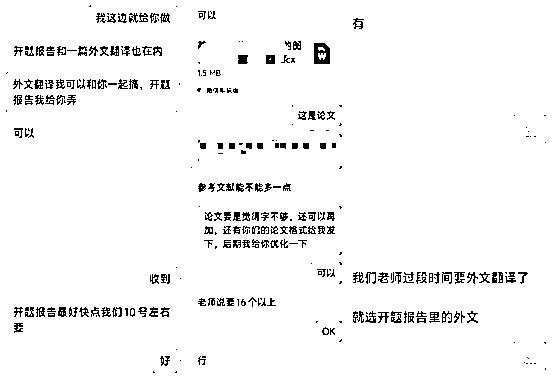 我这边就给你做
开题报告和一篇外文翻译也在内
外文翻译我可以和你一起搞，开题
报告我给你弄
可以
收到
开题报告最好快点我们10号左右
要
好
可以
1.5 MB
这是论文
参考文献能不能多一点
论文要是觉得字不够，还可以再
加，还有你们的论文格式给我发
下，后期我给你优化一下
可以
老师说要16个以上
OK
行
有
我们老师过段时间要外文翻译了
就选开题报告里的外文